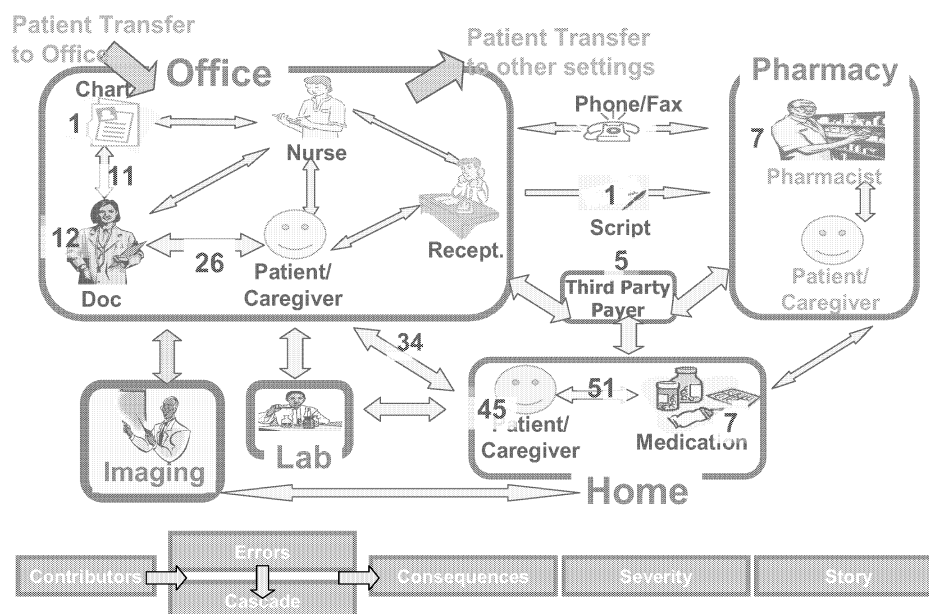 Patient Transfer
to Office
Office
Patient Transfer
to other settings
Pharmacy
Chart
1
Nurse
Phone/Fax
7
Pharmacist
11
12
Doc
26
Patient/
Caregiver
Recept.
1
Script
5
Third Party
Payer
Patient/
Caregiver
34
Imaging
Lab
45
Patient/
Caregiver
51
7
Medication
Home
Contributors
Errors
Cascade
Consequences
Severity
Story